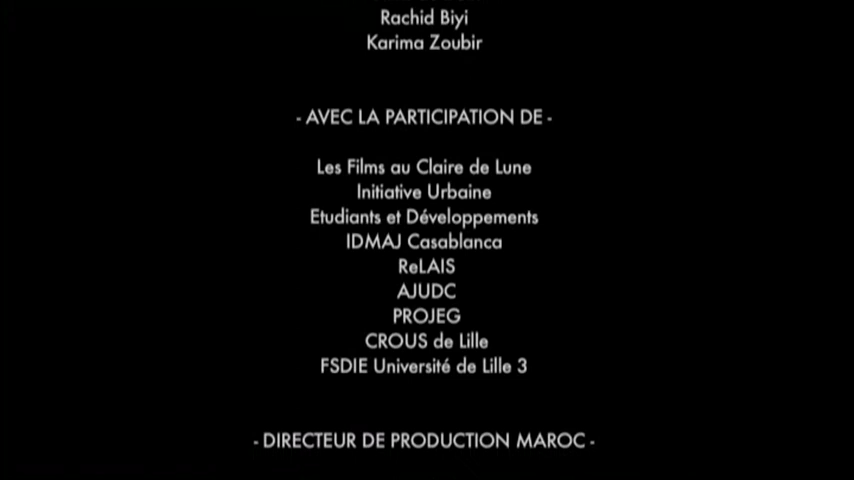 Rachid Biyi
Karima Zoubir
- AVEC LA PARTICIPATION DE -
Les Films au Claire de Lune
Initiative Urbaine
Etudiants et Développements
IDMAJ Casablanca
ReLAIS
AJUDC
PROJEG
CROUS de Lille
FSDIE Université de Lille 3
- DIRECTEUR DE PRODUCTION MAROC -